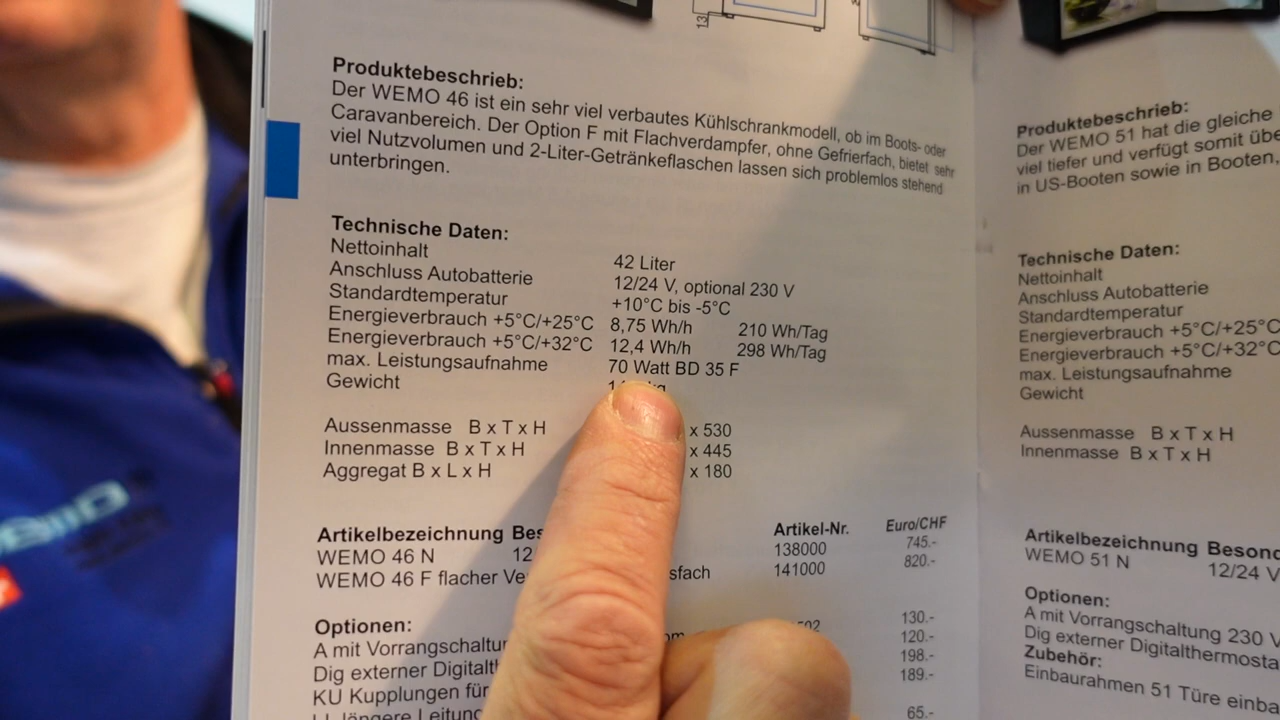 13
Produktebeschrieb:
Der WEMO 46 ist ein sehr viel verbautes Kühlschrankmodell, ob im Boots- oder
Caravanbereich. Der Option F mit Flachverdampfer, ohne Gefrierfach, bietet sehr
viel Nutzvolumen und 2-Liter-Getränkeflaschen lassen sich problemlos stehend
unterbringen.
Technische Daten:
Nettoinhalt 42 Liter
Anschluss Autobatterie 12/24 V, optional 230 V
Standardtemperatur +10°C bis -5°C
Energieverbrauch +5°C/+25°C 8,75 Wh/h 210 Wh/Tag
Energieverbrauch +5°C/+32°C 12,4 Wh/h 298 Wh/Tag
max. Leistungsaufnahme 70 Watt BD 35 F
Gewicht
Aussenmasse B x T x H x 530
Innenmasse B x T x H x 445
Aggregat B x L x H x 180
Artikelbezeichnung Artikel-Nr. Euro/CHF
WEMO 46 N 12 138000 745.-
WEMO 46 F flacher 141000 820.-
Optionen:
A mit 130.-
Dig externer 120.-
KU Kupplungen für 198.-
189.-
längere 65.-
Produktebeschrieb:
Der WEMO 51 hat die gleiche
viel tiefer und verfügt somit
in US-Booten sowie in Booten,
Technische Daten:
Nettoinhalt
Anschluss Autobatterie
Standardtemperatur
Energieverbrauch +5°C/+25°C
Energieverbrauch +5°C/+32°C
max. Leistungsaufnahme
Gewicht
Aussenmasse B x T x H
Innenmasse B x T x H
Artikelbezeichnung
WEMO 51 N 12/24 V
Optionen:
A mit Vorrangschaltung 230 V
Dig externer
Zubehör:
Einbaurahmen 51 Türe